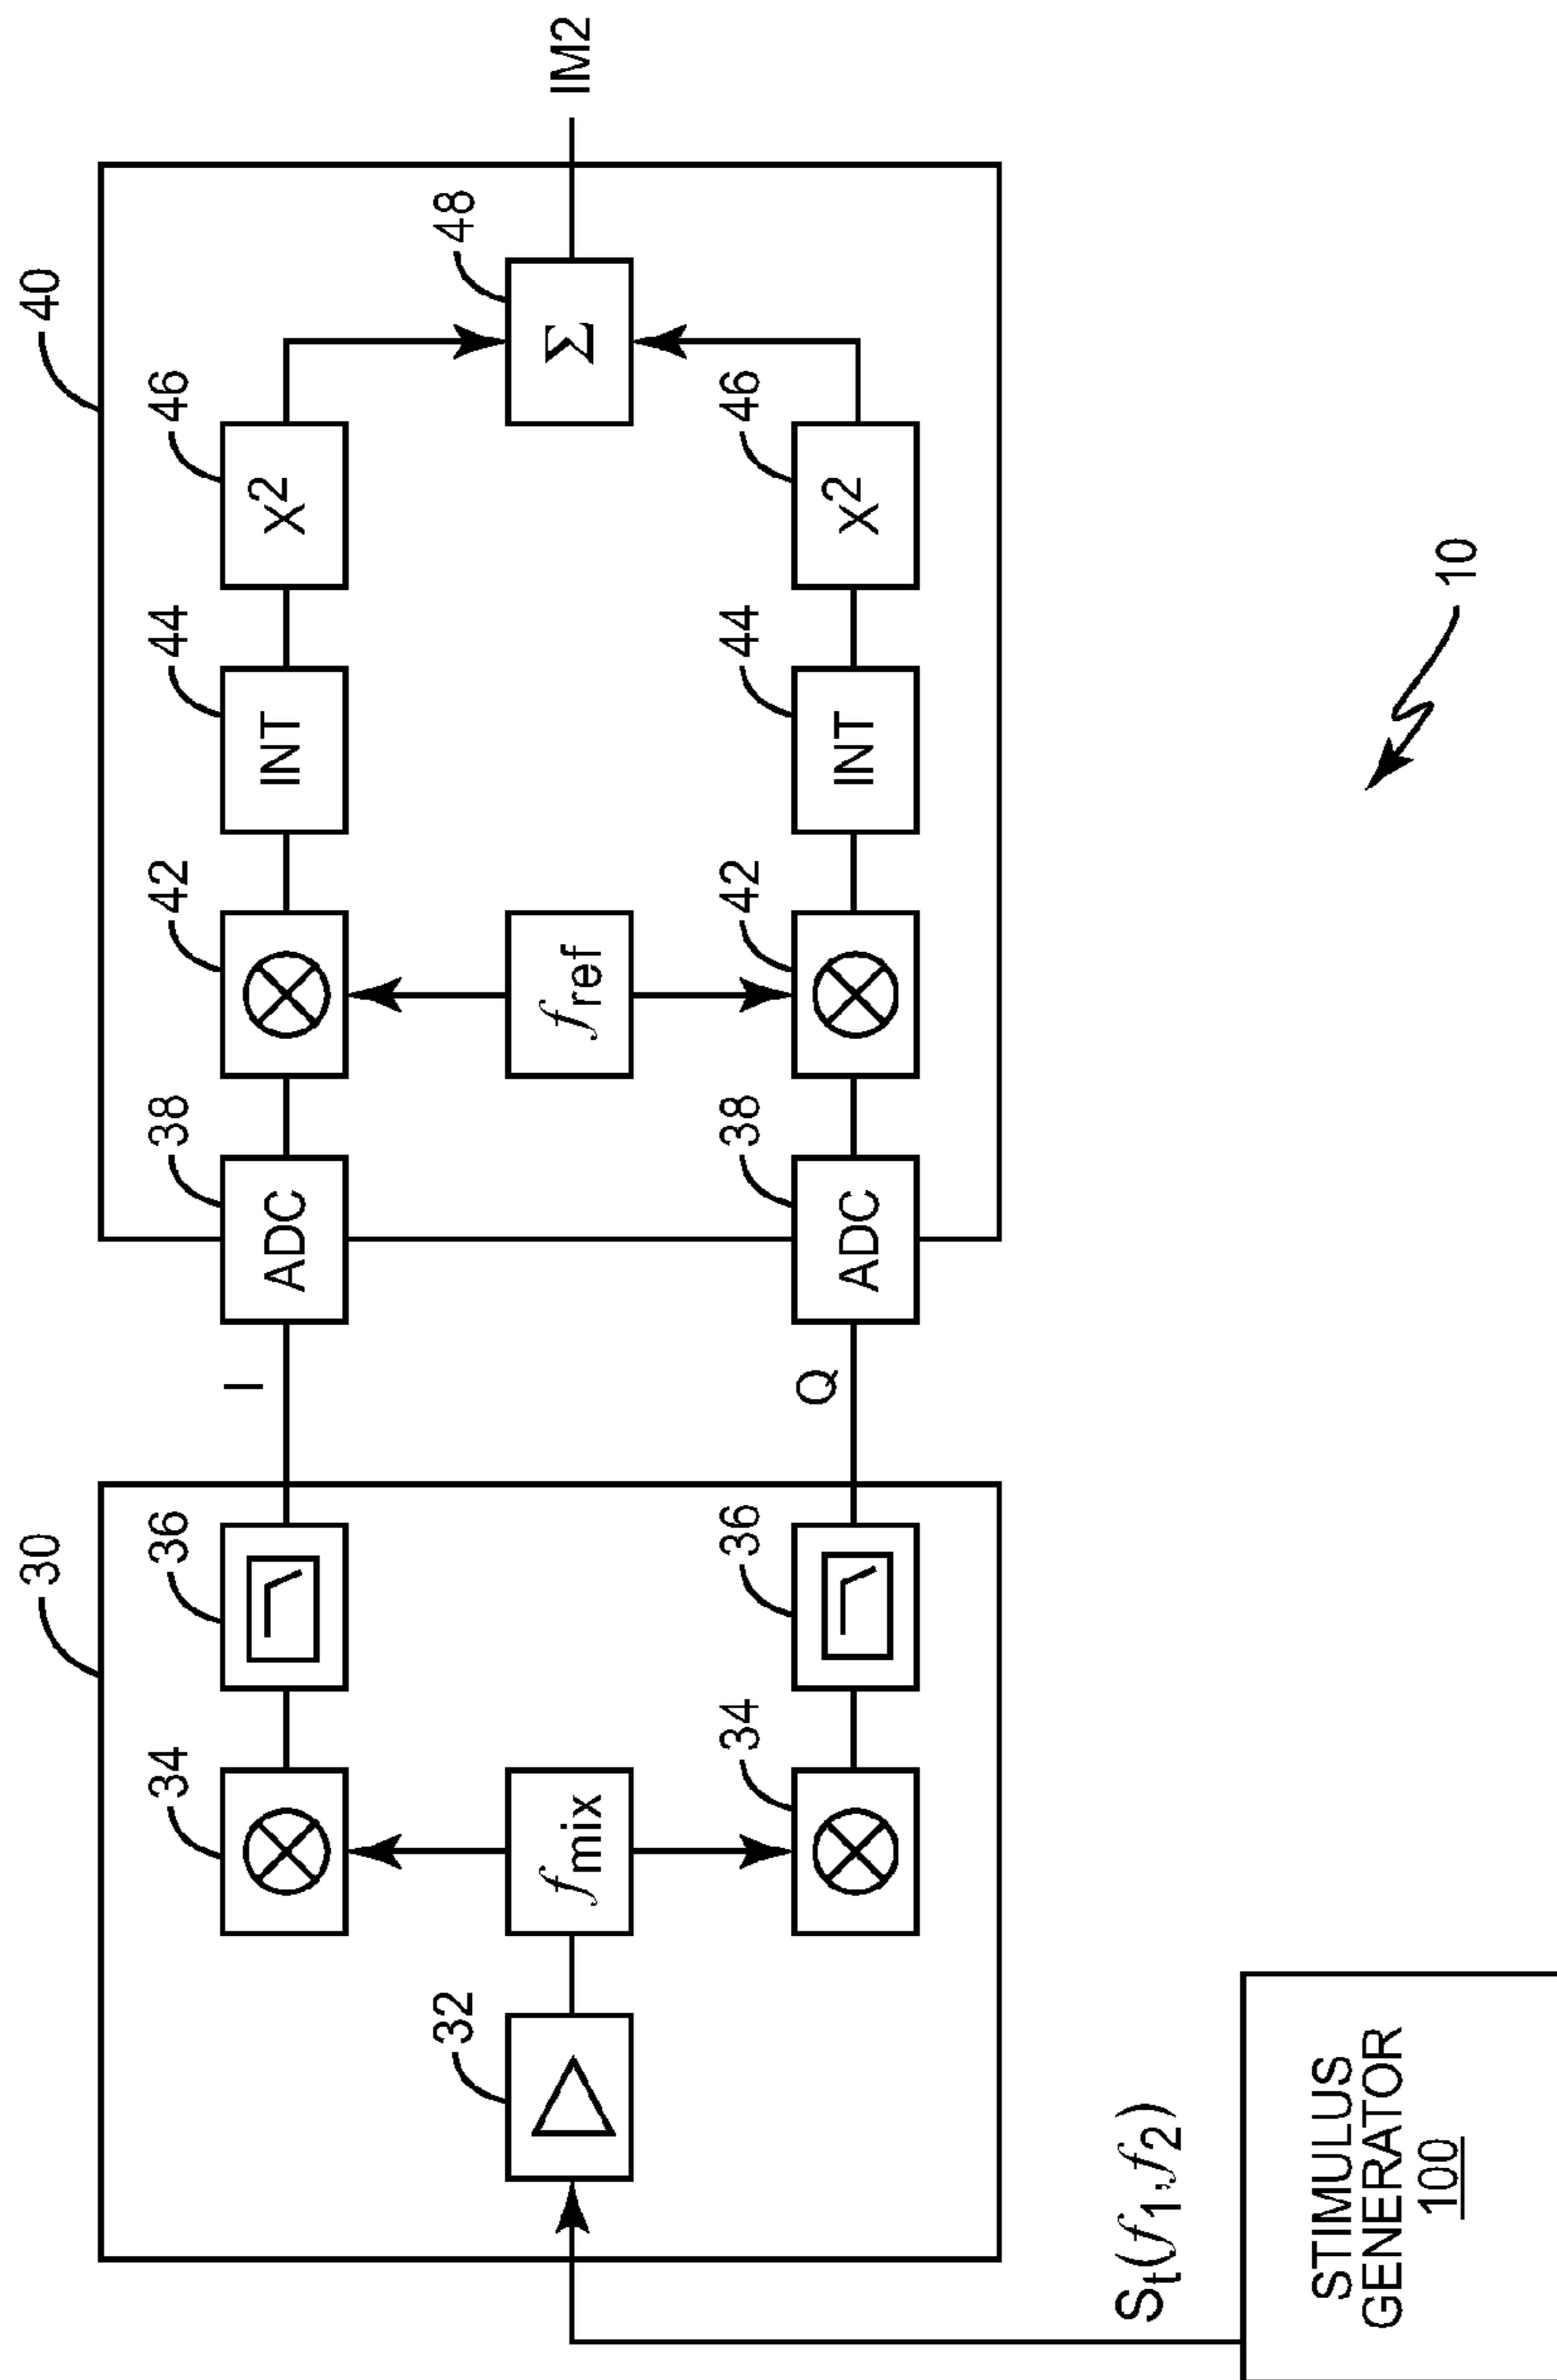 30
40
34
36
38
42
44
46
I
ADC
INT
X2
32
48
fmix
fref
Σ
IM2
34
36
38
42
44
46
Q
ADC
INT
X2
St(f1,f2)
10
STIMULUS
GENERATOR
100